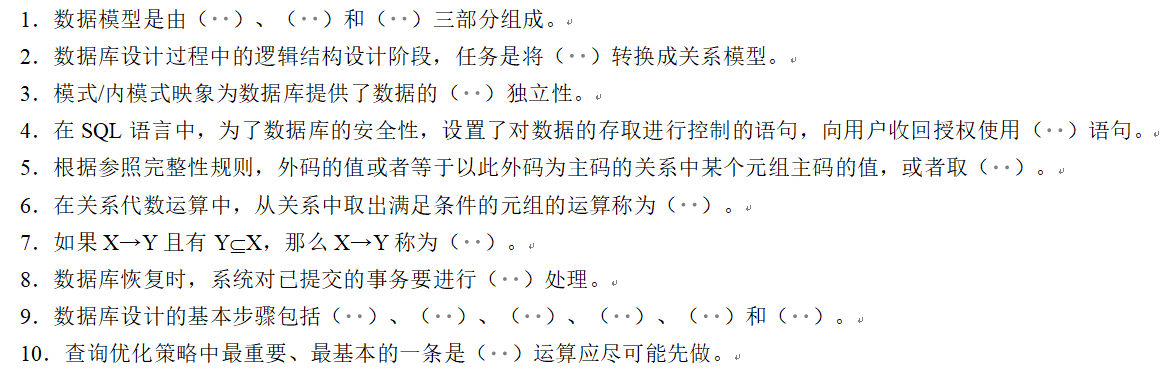 1．数据模型是由（··）、（··）和（··）三部分组成。
2．数据库设计过程中的逻辑结构设计阶段，任务是将（··）转换成关系模型。
3．模式/内模式映象为数据库提供了数据的（··）独立性。
4．在 SQL 语言中，为了数据库的安全性，设置了对数据的存取进行控制的语句，向用户收回授权使用（··）语句。
5．根据参照完整性规则，外码的值或者等于以此外码为主码的关系中某个元组主码的值，或者取（··）。
6．在关系代数运算中，从关系中取出满足条件的元组的运算称为（··）。
7．如果 X→Y 且有 Y⊆X，那么 X→Y 称为（··）。
8．数据库恢复时，系统对已提交的事务要进行（··）处理。
9．数据库设计的基本步骤包括（··）、（··）、（··）、（··）、（··）和（··）。
10．查询优化策略中最重要、最基本的一条是（··）运算应尽可能先做。